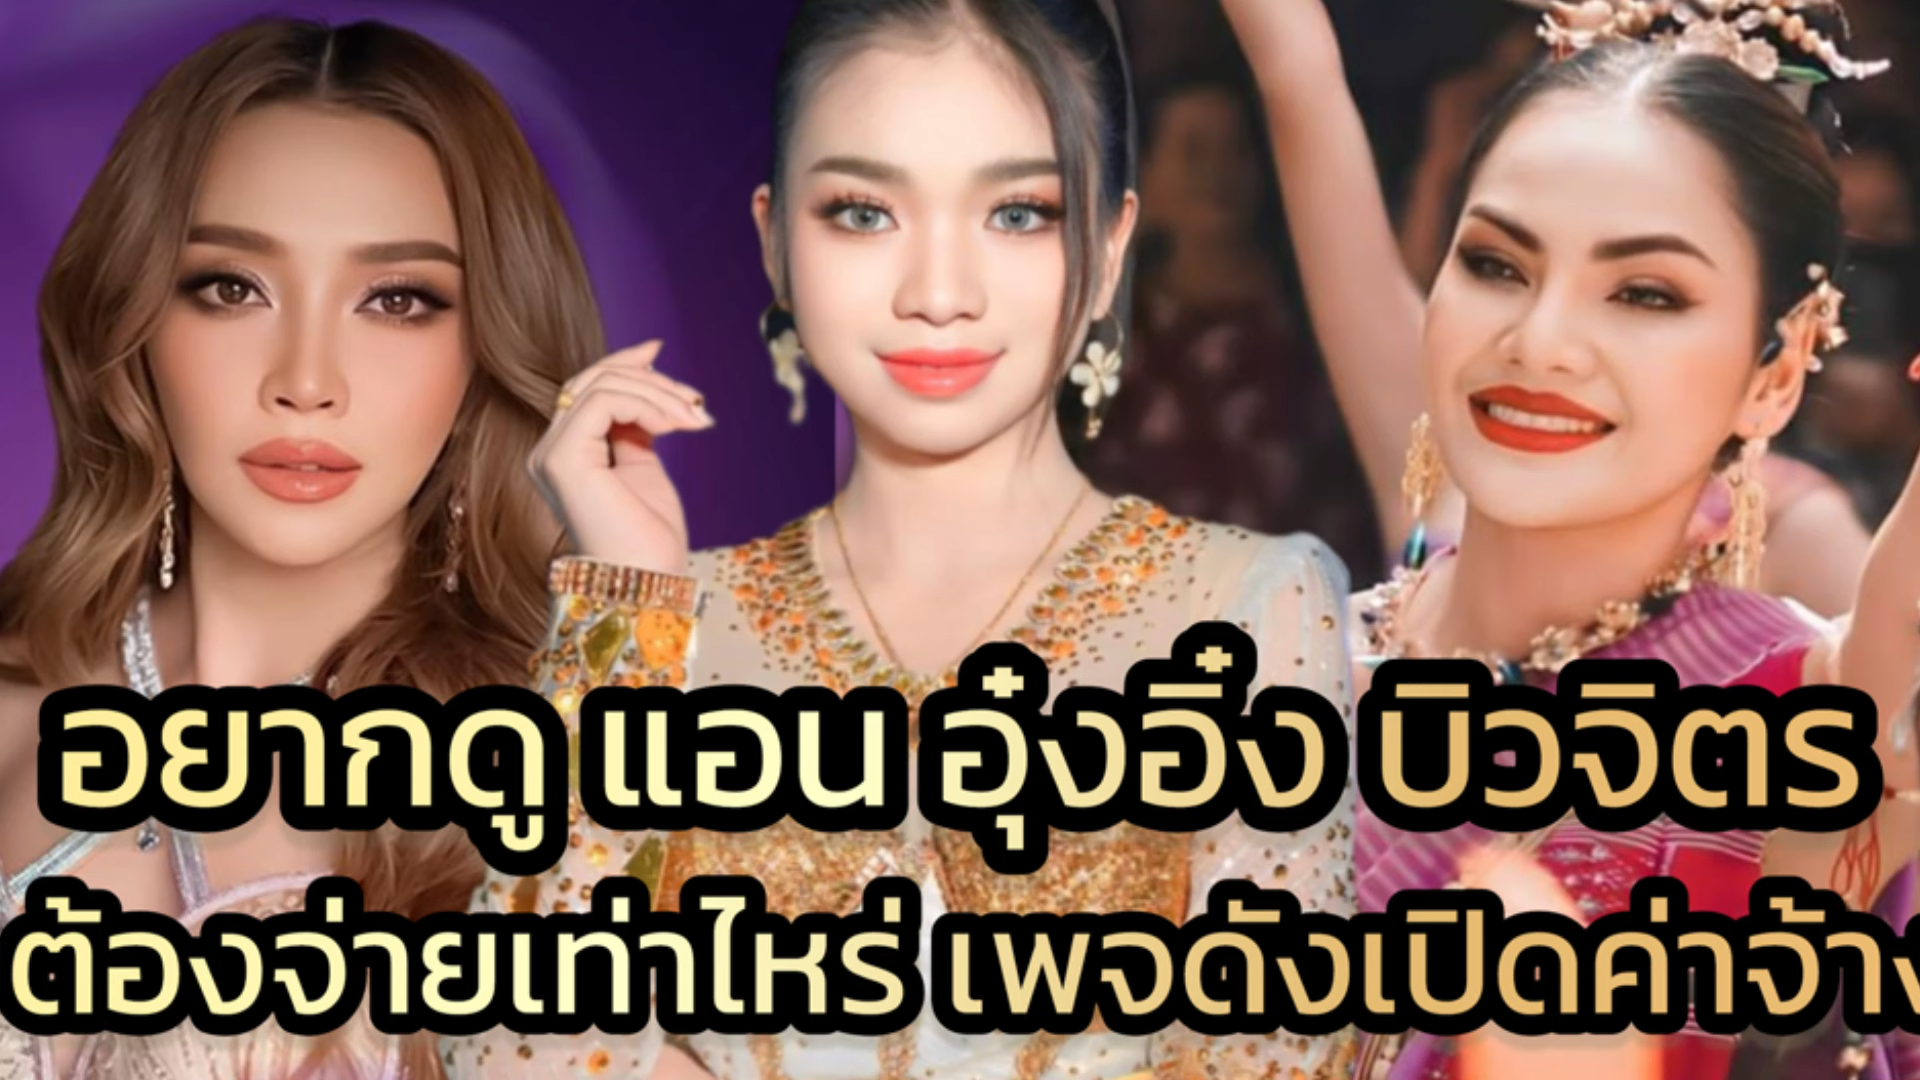 อยากดู แอน อุ๋งอิ๋ง บิวจิตร
ต้องจ่ายเท่าไหร่ เพจดังเปิดค่าจ้าง